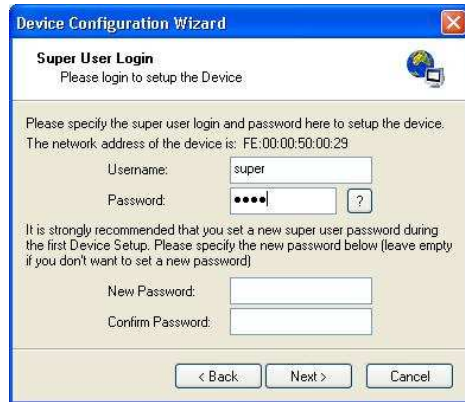 Device Configuration Wizard
Super User Login
Please login to setup the Device
Please specify the super user login and password here to setup the device.
The network address of the device is: FE:00:00:50:00:29
Username: super
Password: ●●●● ?
It is strongly recommended that you set a new super user password during
the first Device Setup. Please specify the new password below (leave empty
if you don't want to set a new password)
New Password:
Confirm Password:
< Back Next > Cancel